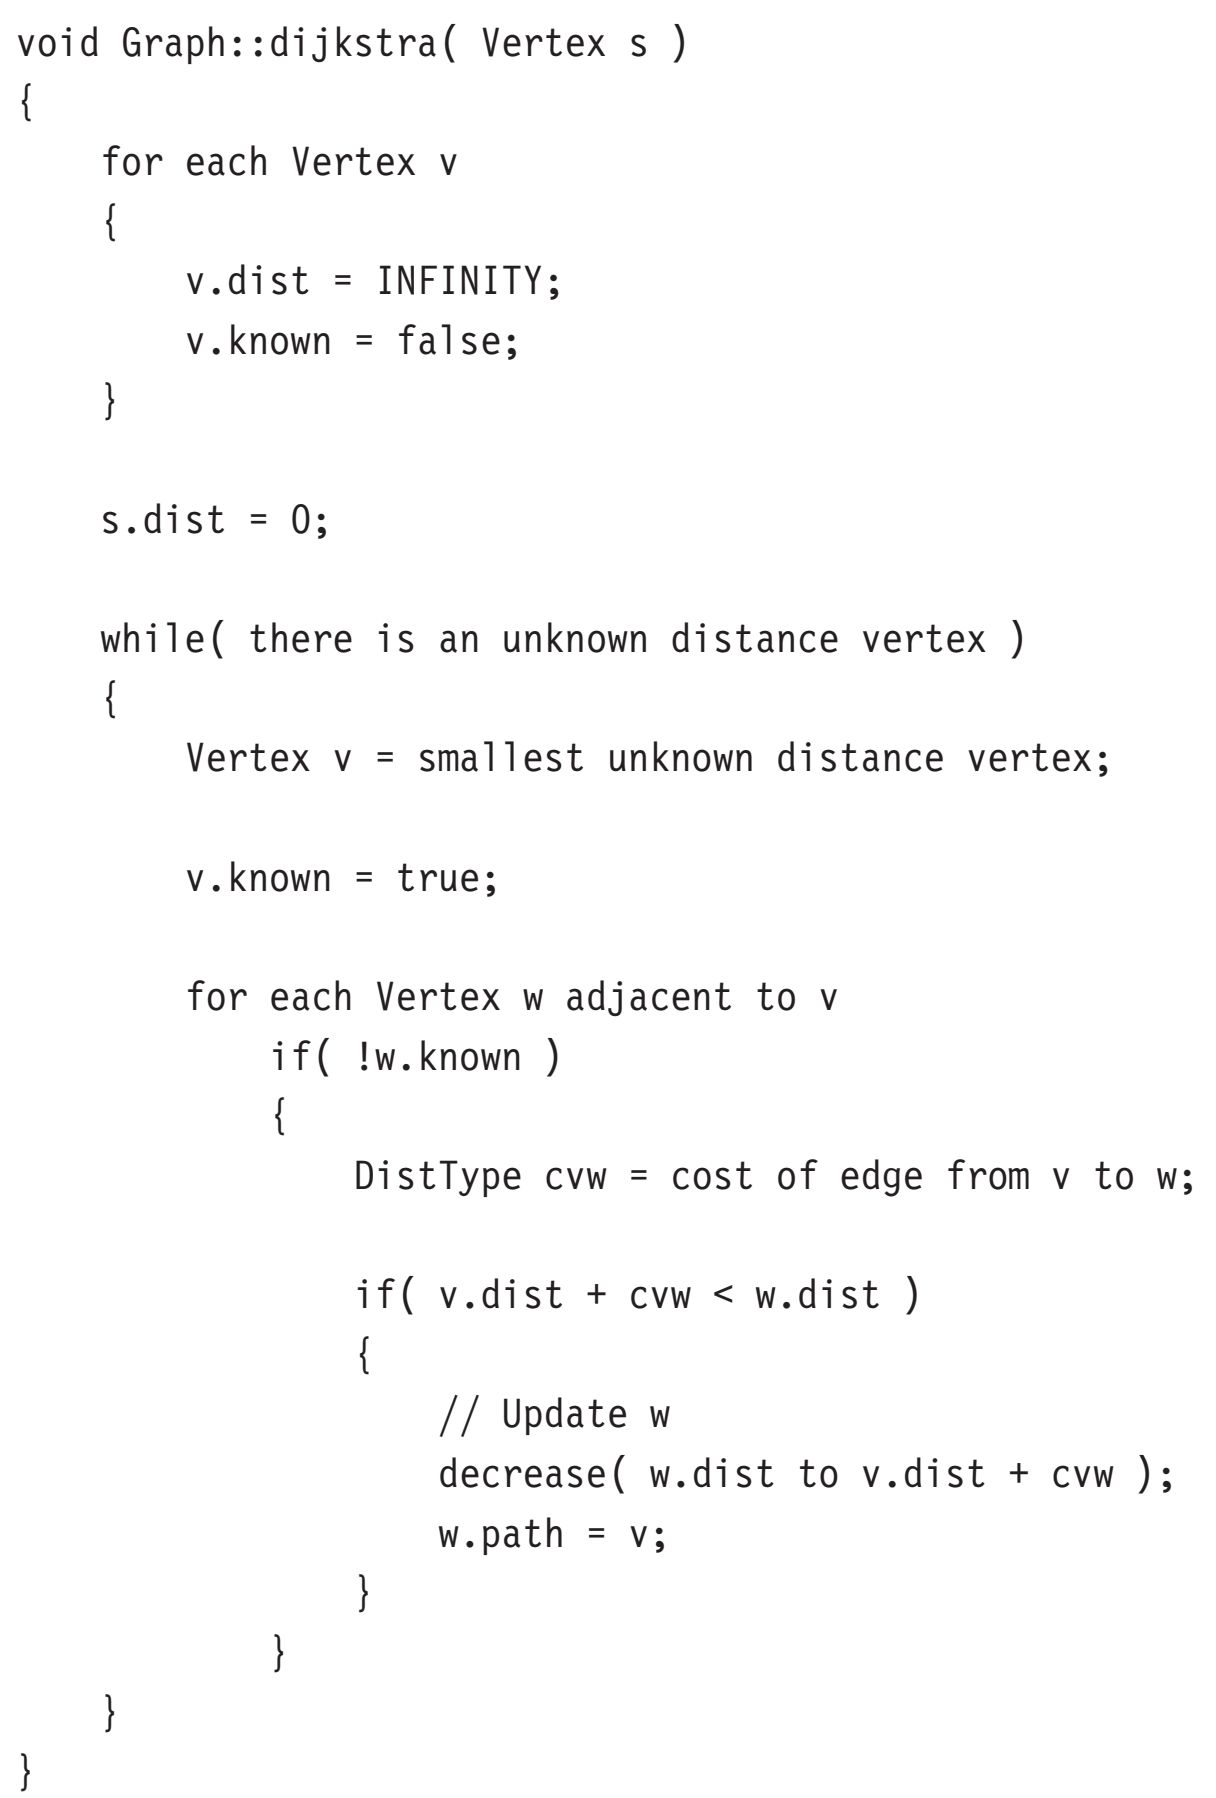 void Graph::dijkstra( Vertex s )
{
    for each Vertex v
    {
        v.dist = INFINITY;
        v.known = false;
    }

    s.dist = 0;

    while( there is an unknown distance vertex )
    {
        Vertex v = smallest unknown distance vertex;

        v.known = true;

        for each Vertex w adjacent to v
            if( !w.known )
            {
                DistType cvw = cost of edge from v to w;

                if( v.dist + cvw < w.dist )
                {
                    // Update w
                    decrease( w.dist to v.dist + cvw );
                    w.path = v;
                }
            }
    }
}